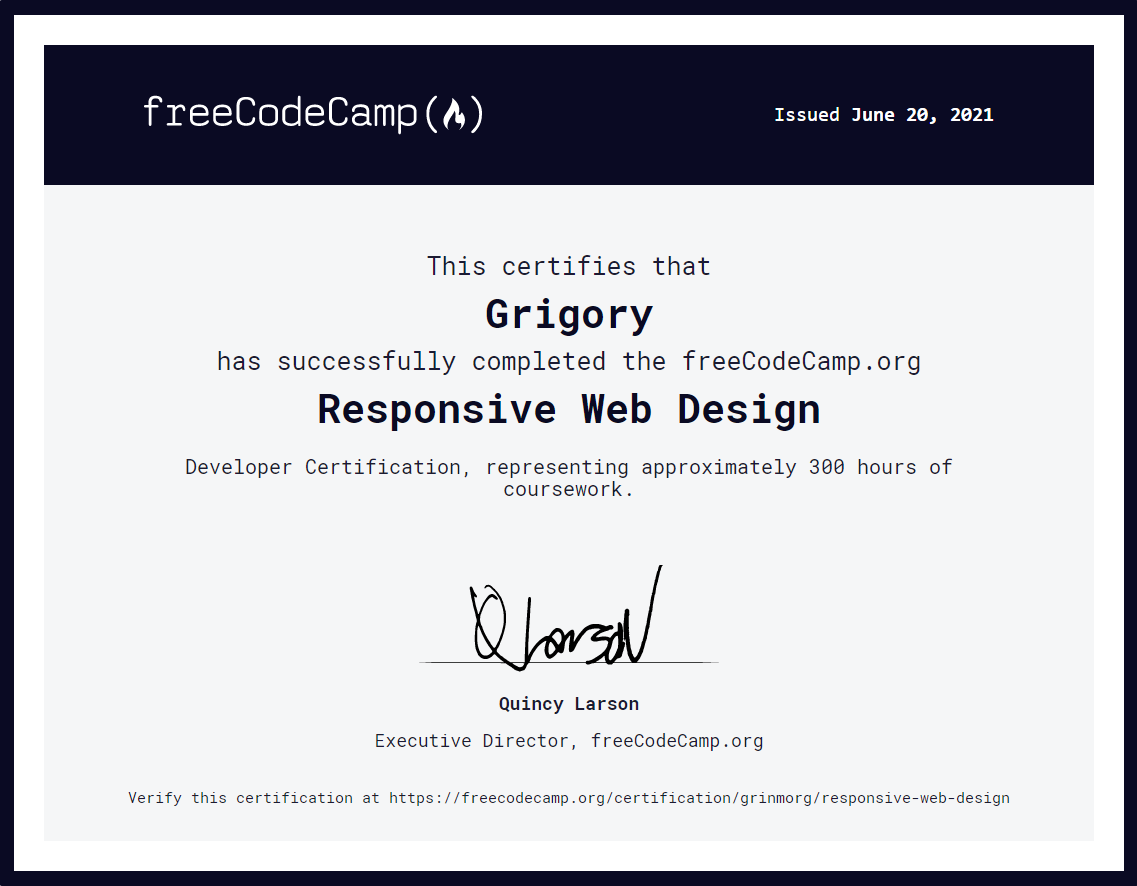 freeCodeCamp()
Issued June 20, 2021
This certifies that
Grigory
has successfully completed the freeCodeCamp.org
Responsive Web Design
Developer Certification, representing approximately 300 hours of
coursework.
Q Larson
Quincy Larson
Executive Director, freeCodeCamp.org
Verify this certification at https://freecodecamp.org/certification/grinmorg/responsive-web-design